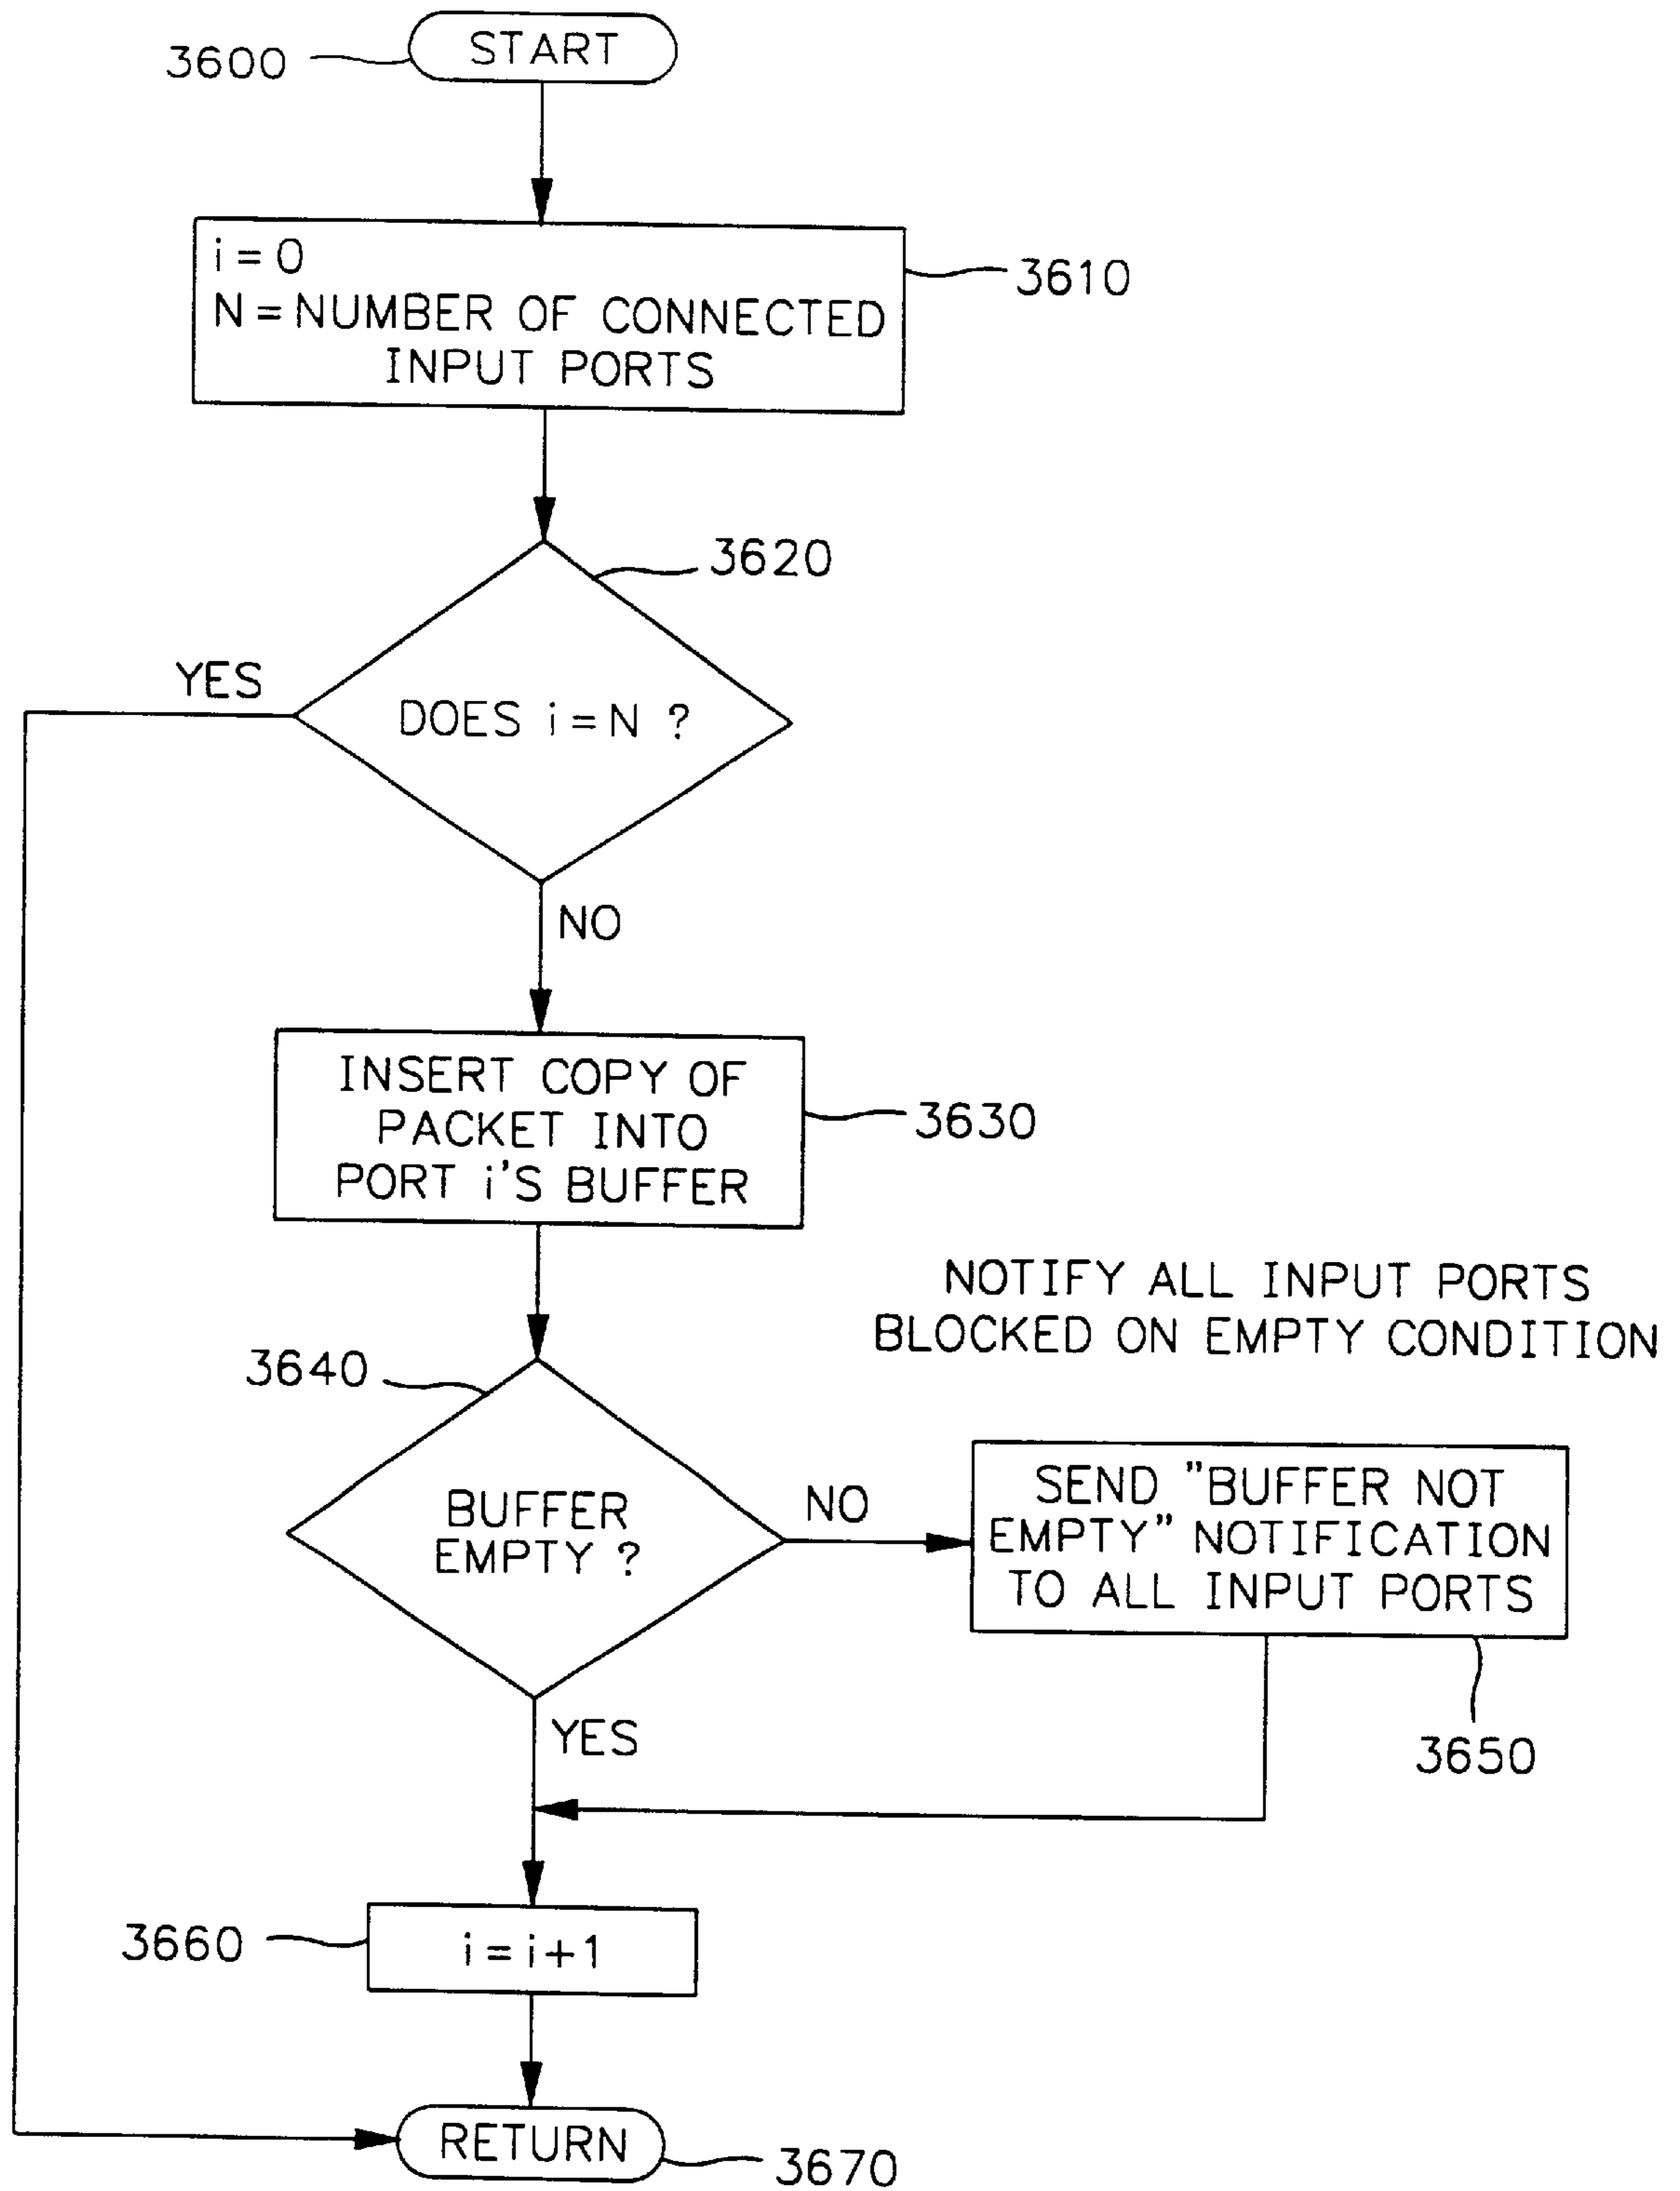 START
3600
i = 0
N = NUMBER OF CONNECTED
INPUT PORTS
3610
3620
YES
DOES i = N ?
NO
INSERT COPY OF
PACKET INTO
PORT i'S BUFFER
3630
NOTIFY ALL INPUT PORTS
BLOCKED ON EMPTY CONDITION
3640
BUFFER
EMPTY ?
NO
SEND "BUFFER NOT
EMPTY" NOTIFICATION
TO ALL INPUT PORTS
YES
3650
3660
i = i + 1
RETURN
3670